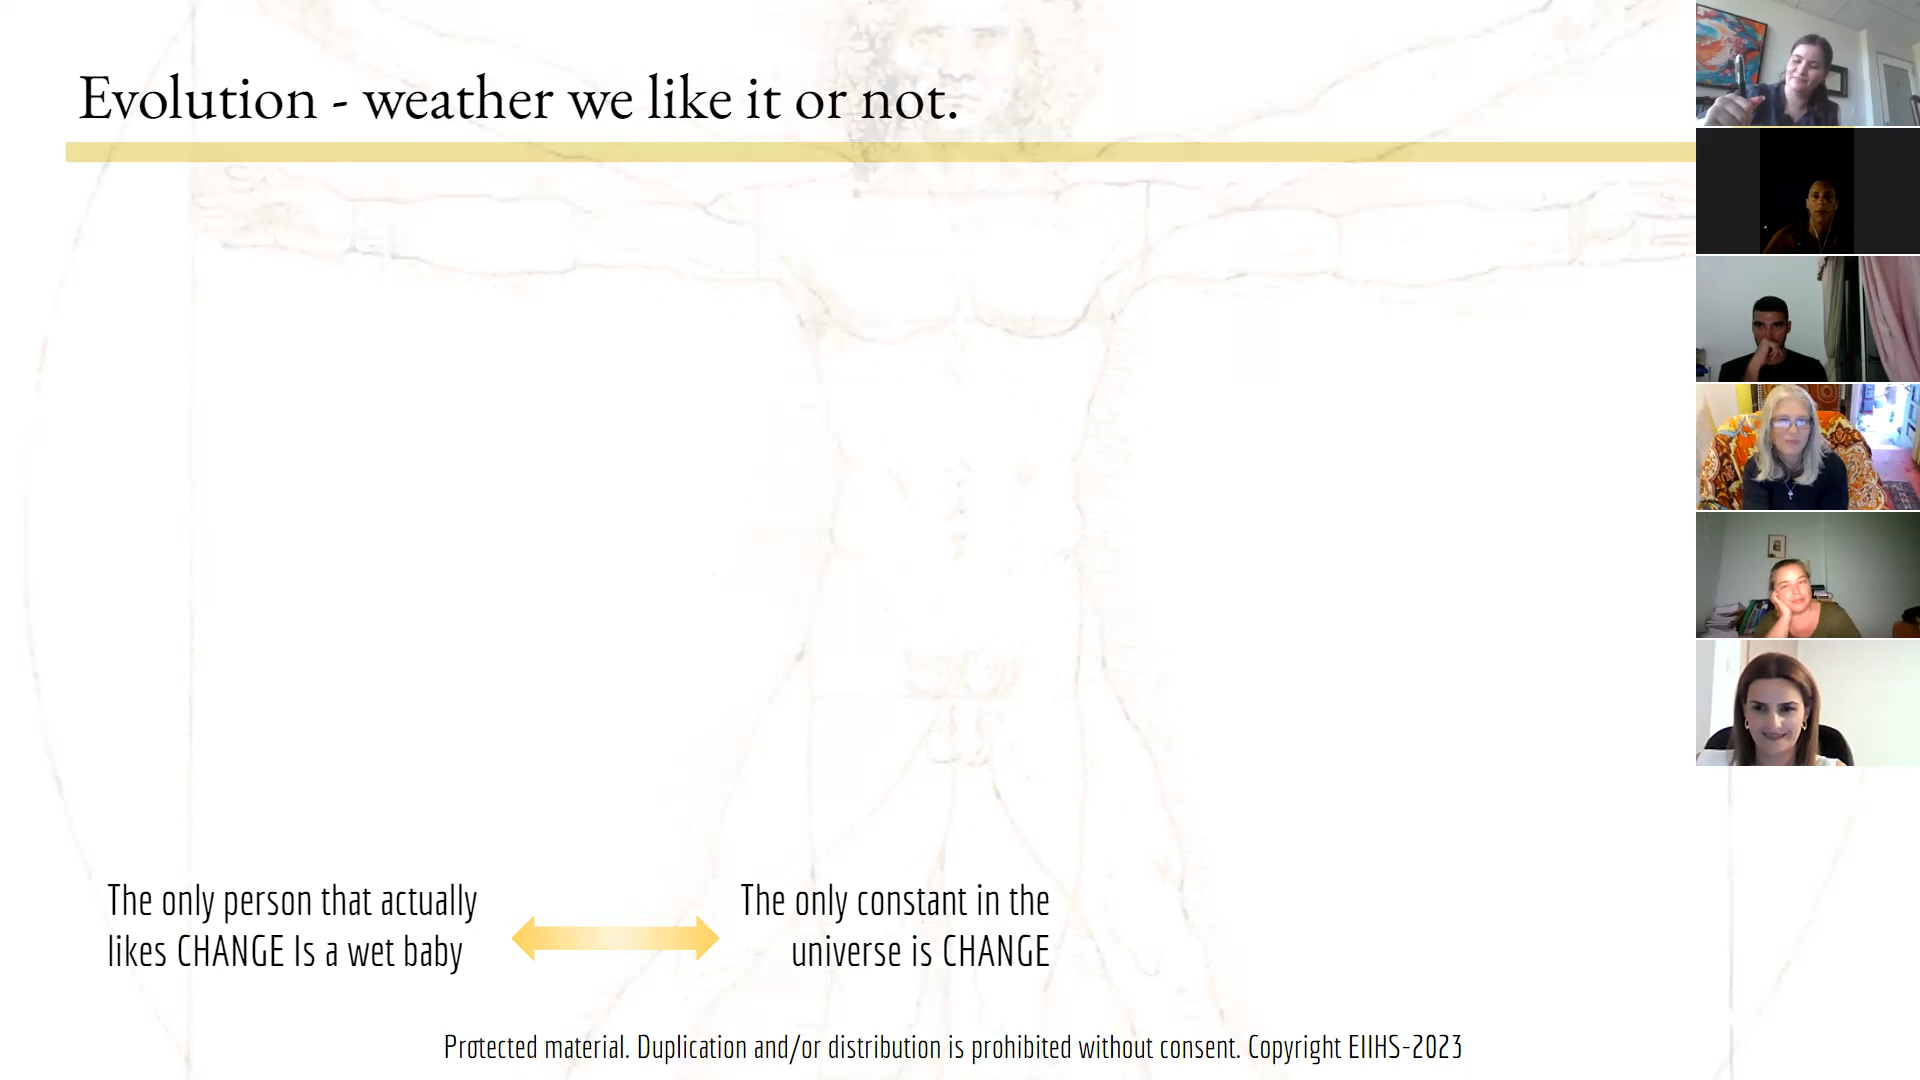 Evolution - weather we like it or not.
The only person that actually
likes CHANGE Is a wet baby
The only constant in the
universe is CHANGE
Protected material. Duplication and/or distribution is prohibited without consent. Copyright EIIHS-2023